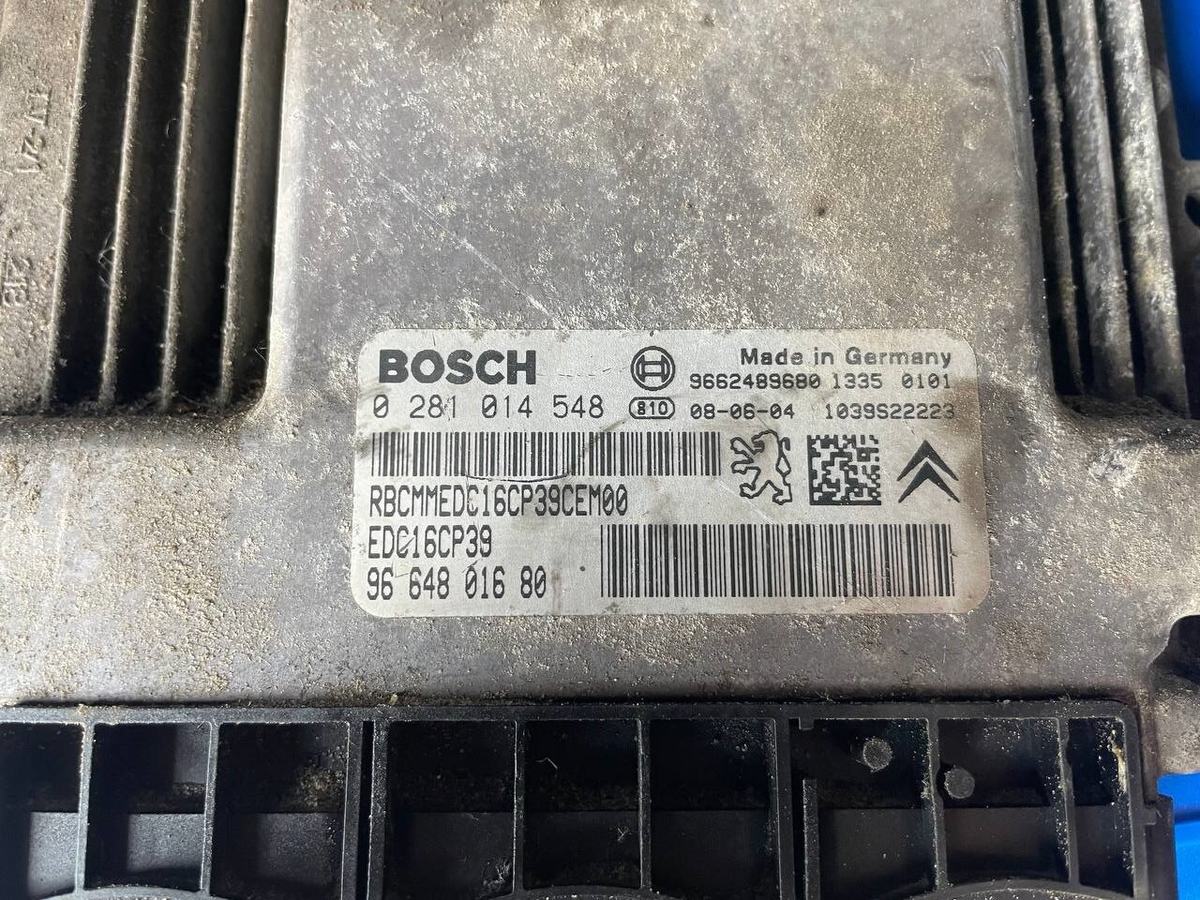 BOSCH
Made in Germany
9662489680 1335 0101
0 281 014 548 810 08-06-04 1039S22223
RBCMMEDC16CP39CEM00
EDC16CP39
96 648 016 80